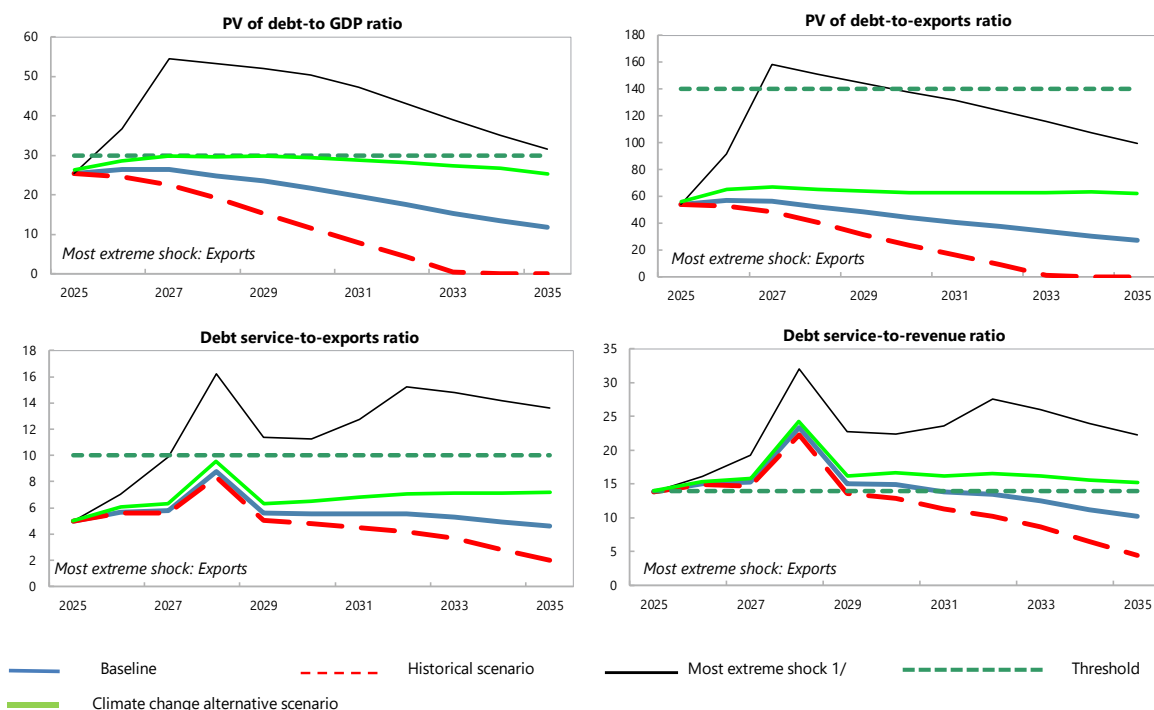 PV of debt-to GDP ratio
60
50
40
30
20
10
0
Most extreme shock: Exports
2025 2027 2029 2031 2033 2035
PV of debt-to-exports ratio
180
160
140
120
100
80
60
40
20
0
Most extreme shock: Exports
2025 2027 2029 2031 2033 2035
Debt service-to-exports ratio
18
16
14
12
10
8
6
4
2
0
Most extreme shock: Exports
2025 2027 2029 2031 2033 2035
Debt service-to-revenue ratio
35
30
25
20
15
10
5
0
Most extreme shock: Exports
2025 2027 2029 2031 2033 2035
Baseline Historical scenario Most extreme shock 1/ Threshold
Climate change alternative scenario